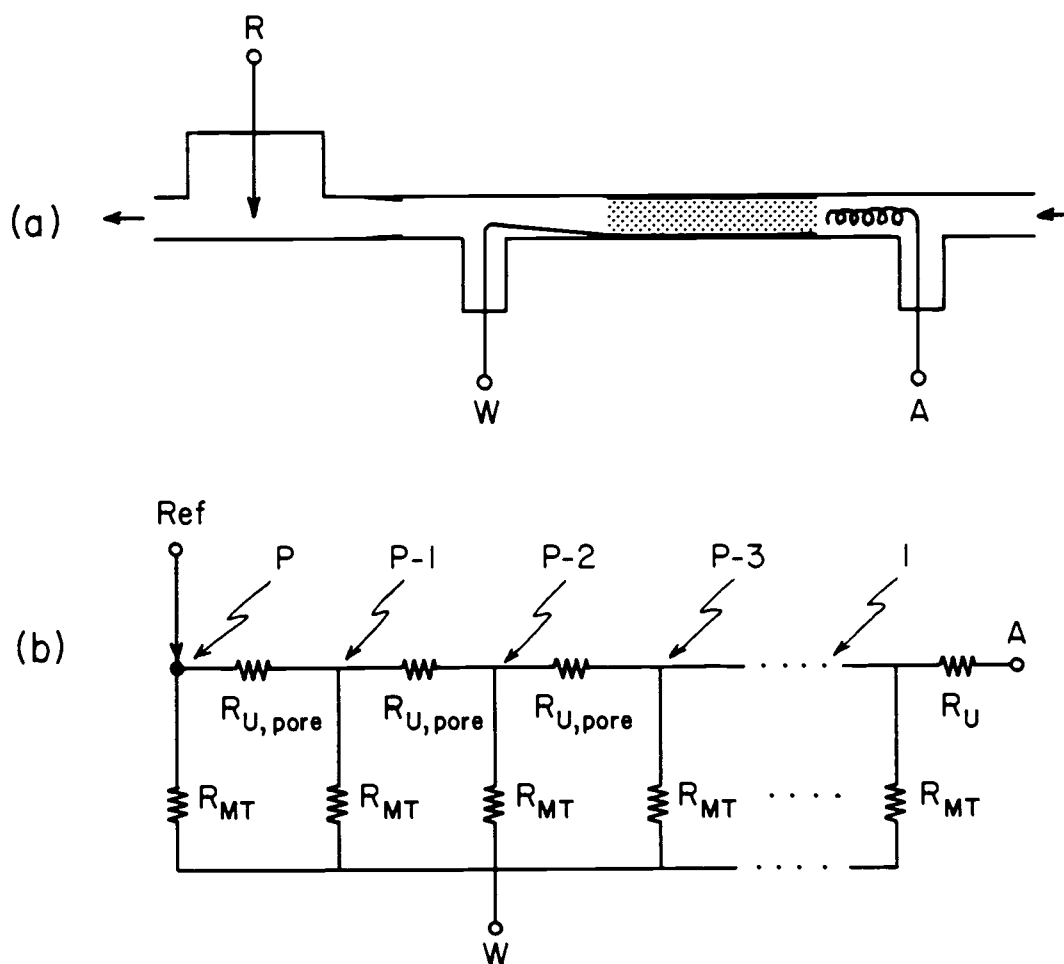 R
(a)
W
A
Ref
P P-1 P-2 P-3 1
(b)
A
R_U,pore R_U,pore R_U,pore R_U
R_MT R_MT R_MT R_MT R_MT
W